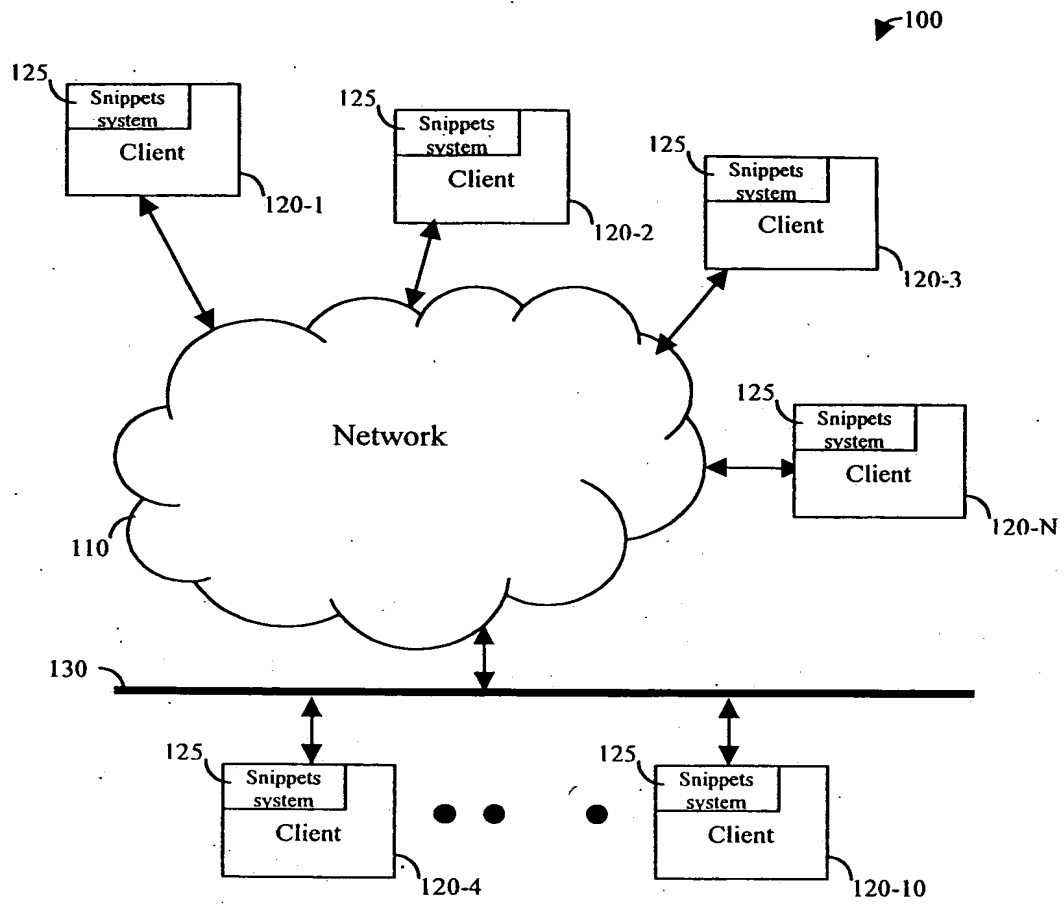 100
125
Snippets
system
Client
120-1
125
Snippets
system
Client
120-2
125
Snippets
system
Client
120-3
125
Snippets
system
Client
120-N
Network
110
130
125
Snippets
system
Client
120-4
125
Snippets
system
Client
120-10